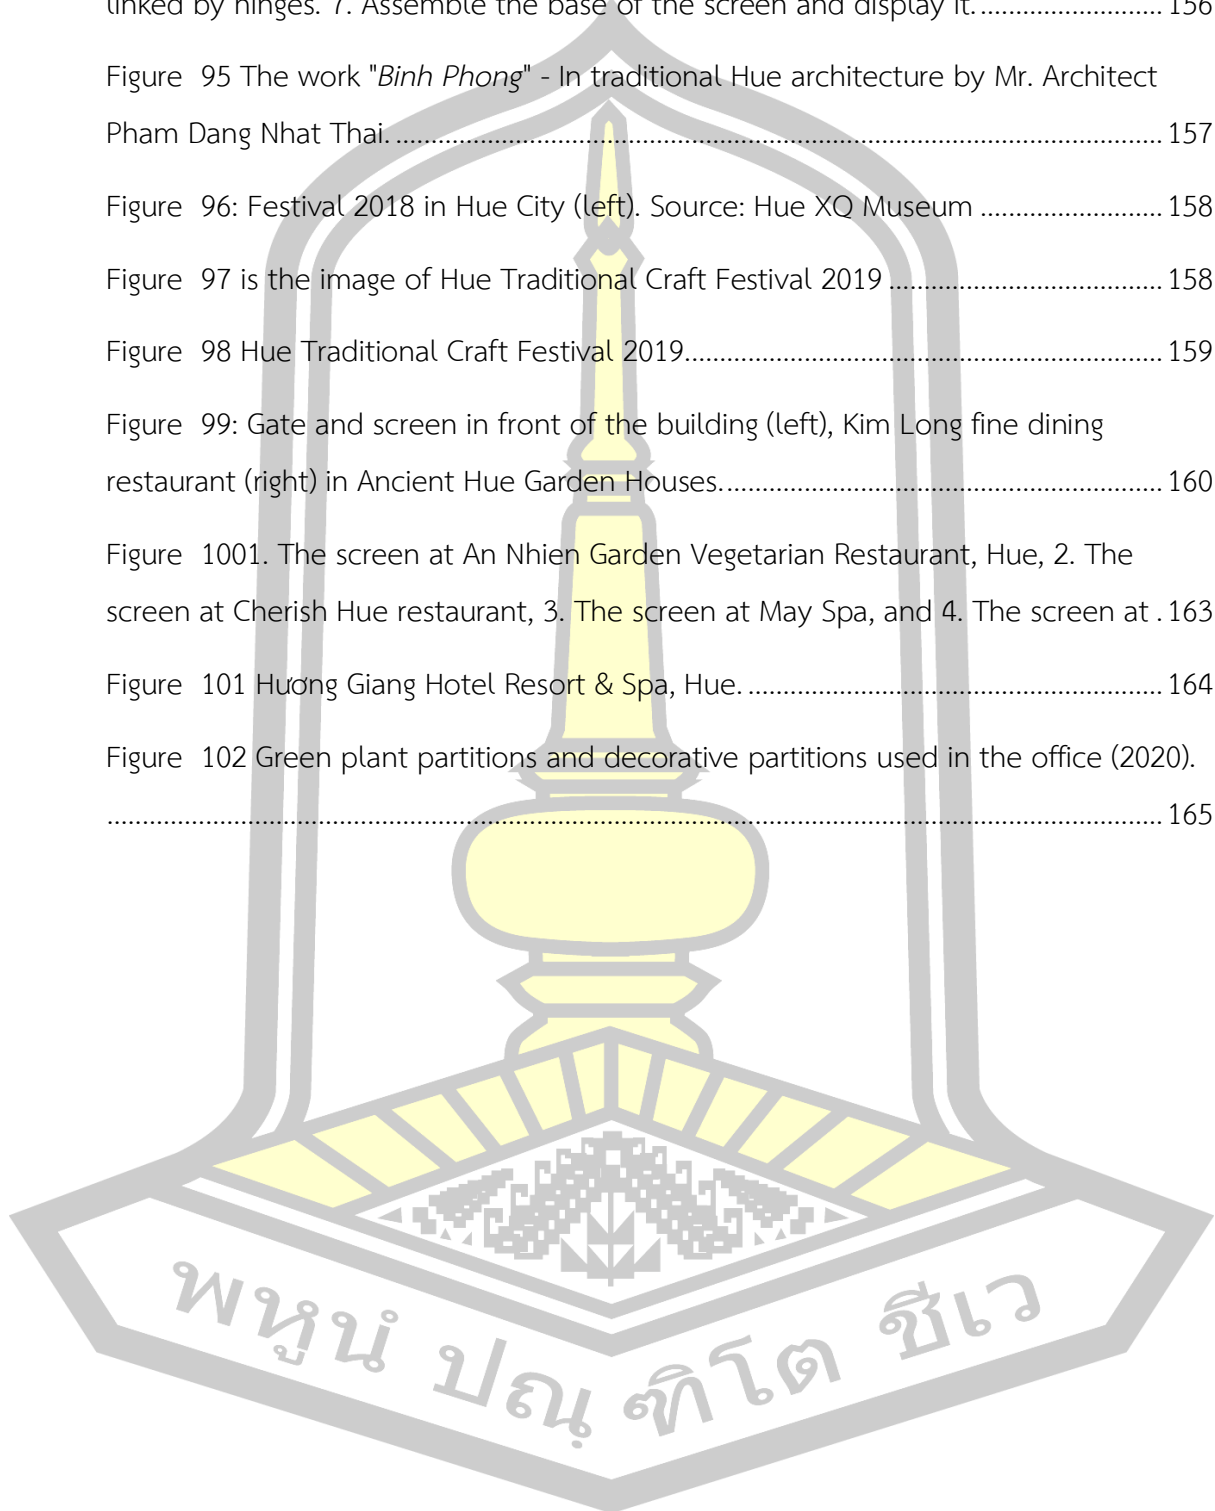 linked by hinges. 7. Assemble the base of the screen and display it. .......................... 156
Figure  95 The work "Binh Phong" - In traditional Hue architecture by Mr. Architect
Pham Dang Nhat Thai. ............................................................................................................. 157
Figure  96: Festival 2018 in Hue City (left). Source: Hue XQ Museum .......................... 158
Figure  97 is the image of Hue Traditional Craft Festival 2019 ....................................... 158
Figure  98 Hue Traditional Craft Festival 2019.................................................................... 159
Figure  99: Gate and screen in front of the building (left), Kim Long fine dining
restaurant (right) in Ancient Hue Garden Houses. .............................................................. 160
Figure  1001. The screen at An Nhien Garden Vegetarian Restaurant, Hue, 2. The
screen at Cherish Hue restaurant, 3. The screen at May Spa, and 4. The screen at . 163
Figure  101 Hương Giang Hotel Resort & Spa, Hue. ........................................................... 164
Figure  102 Green plant partitions and decorative partitions used in the office (2020).
...................................................................................................................................................... 165
พหูนํ ปณฺฑิโต ชีเว